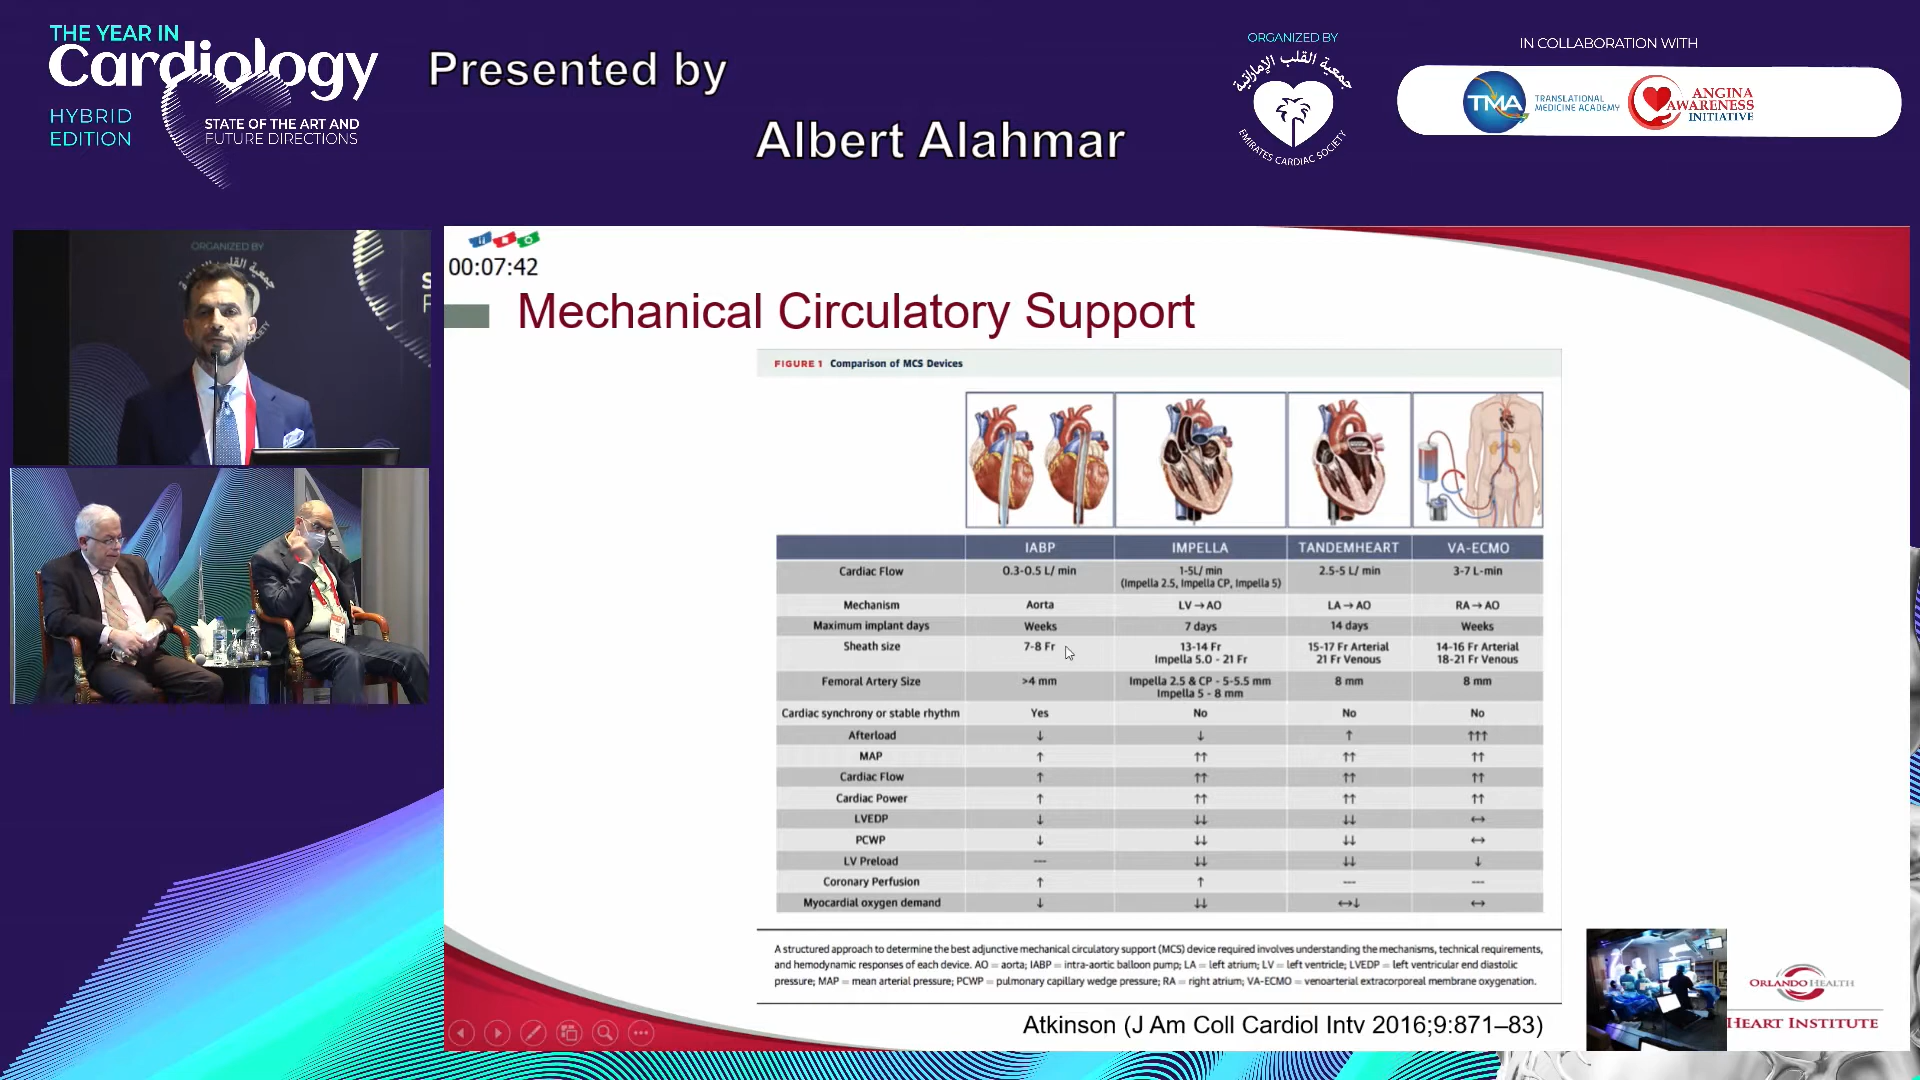 THE YEAR IN
Cardiology
HYBRID
EDITION
STATE OF THE ART AND
FUTURE DIRECTIONS
Presented by
Albert Alahmar
ORGANIZED BY
جمعية القلب الإماراتية
EMIRATES CARDIAC SOCIETY
IN COLLABORATION WITH
TMA
TRANSLATIONAL
MEDICINE ACADEMY
ANGINA
AWARENESS
INITIATIVE
ORGANIZED BY
00:07:42
Mechanical Circulatory Support
FIGURE 1 Comparison of MCS Devices
IABP IMPELLA TANDEMHEART VA-ECMO
Cardiac Flow 0.3-0.5 L/ min 1-5L/ min 2.5-5 L/ min 3-7 L-min
(Impella 2.5, Impella CP, Impella 5)
Mechanism Aorta LV → AO LA → AO RA → AO
Maximum implant days Weeks 7 days 14 days Weeks
Sheath size 7-8 Fr 13-14 Fr 15-17 Fr Arterial 14-16 Fr Arterial
Impella 5.0 - 21 Fr 21 Fr Venous 18-21 Fr Venous
Femoral Artery Size >4 mm Impella 2.5 & CP - 5-5.5 mm 8 mm 8 mm
Impella 5 - 8 mm
Cardiac synchrony or stable rhythm Yes No No No
Afterload ↓ ↓ ↑ ↑↑↑
MAP ↑ ↑↑ ↑↑ ↑↑
Cardiac Flow ↑ ↑↑ ↑↑ ↑↑
Cardiac Power ↑ ↑↑ ↑↑ ↑↑
LVEDP ↓ ↓↓ ↓↓ ↔
PCWP ↓ ↓↓ ↓↓ ↔
LV Preload --- ↓↓ ↓↓ ↓
Coronary Perfusion ↑ ↑ --- ---
Myocardial oxygen demand ↓ ↓↓ ↔↓ ↔
A structured approach to determine the best adjunctive mechanical circulatory support (MCS) device required involves understanding the mechanisms, technical requirements,
and hemodynamic responses of each device. AO = aorta; IABP = intra-aortic balloon pump; LA = left atrium; LV = left ventricle; LVEDP = left ventricular end diastolic
pressure; MAP = mean arterial pressure; PCWP = pulmonary capillary wedge pressure; RA = right atrium; VA-ECMO = venoarterial extracorporeal membrane oxygenation.
Atkinson (J Am Coll Cardiol Intv 2016;9:871–83)
ORLANDO HEALTH
HEART INSTITUTE